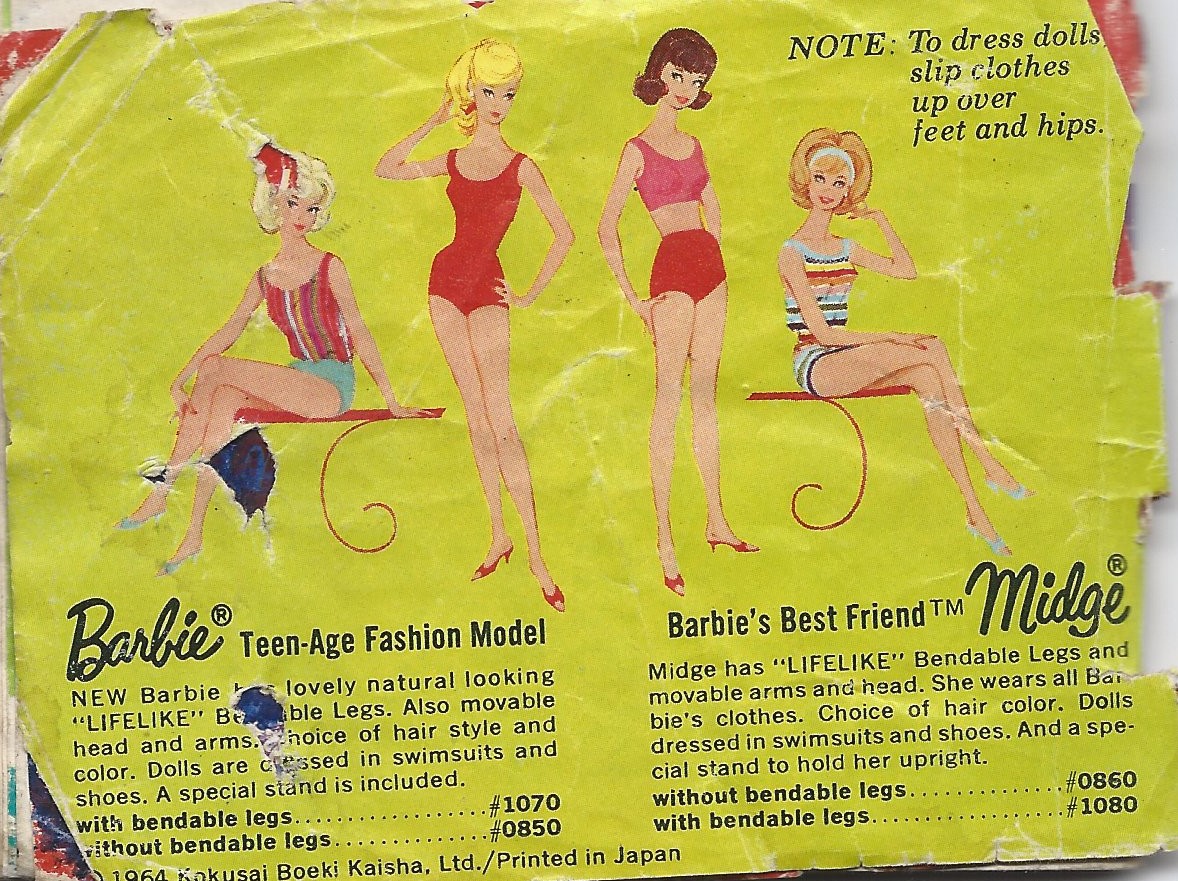 NOTE: To dress dolls,
slip clothes
up over
feet and hips.
Barbie® Teen-Age Fashion Model
NEW Barbie has lovely natural looking
"LIFELIKE" Bendable Legs. Also movable
head and arms. Choice of hair style and
color. Dolls are dressed in swimsuits and
shoes. A special stand is included.
with bendable legs...................#1070
without bendable legs...............#0850
© 1964 Kokusai Boeki Kaisha, Ltd./Printed in Japan
Barbie's Best Friend™ Midge®
Midge has "LIFELIKE" Bendable Legs and
movable arms and head. She wears all Bar-
bie's clothes. Choice of hair color. Dolls
dressed in swimsuits and shoes. And a spe-
cial stand to hold her upright.
without bendable legs...............#0860
with bendable legs...................#1080